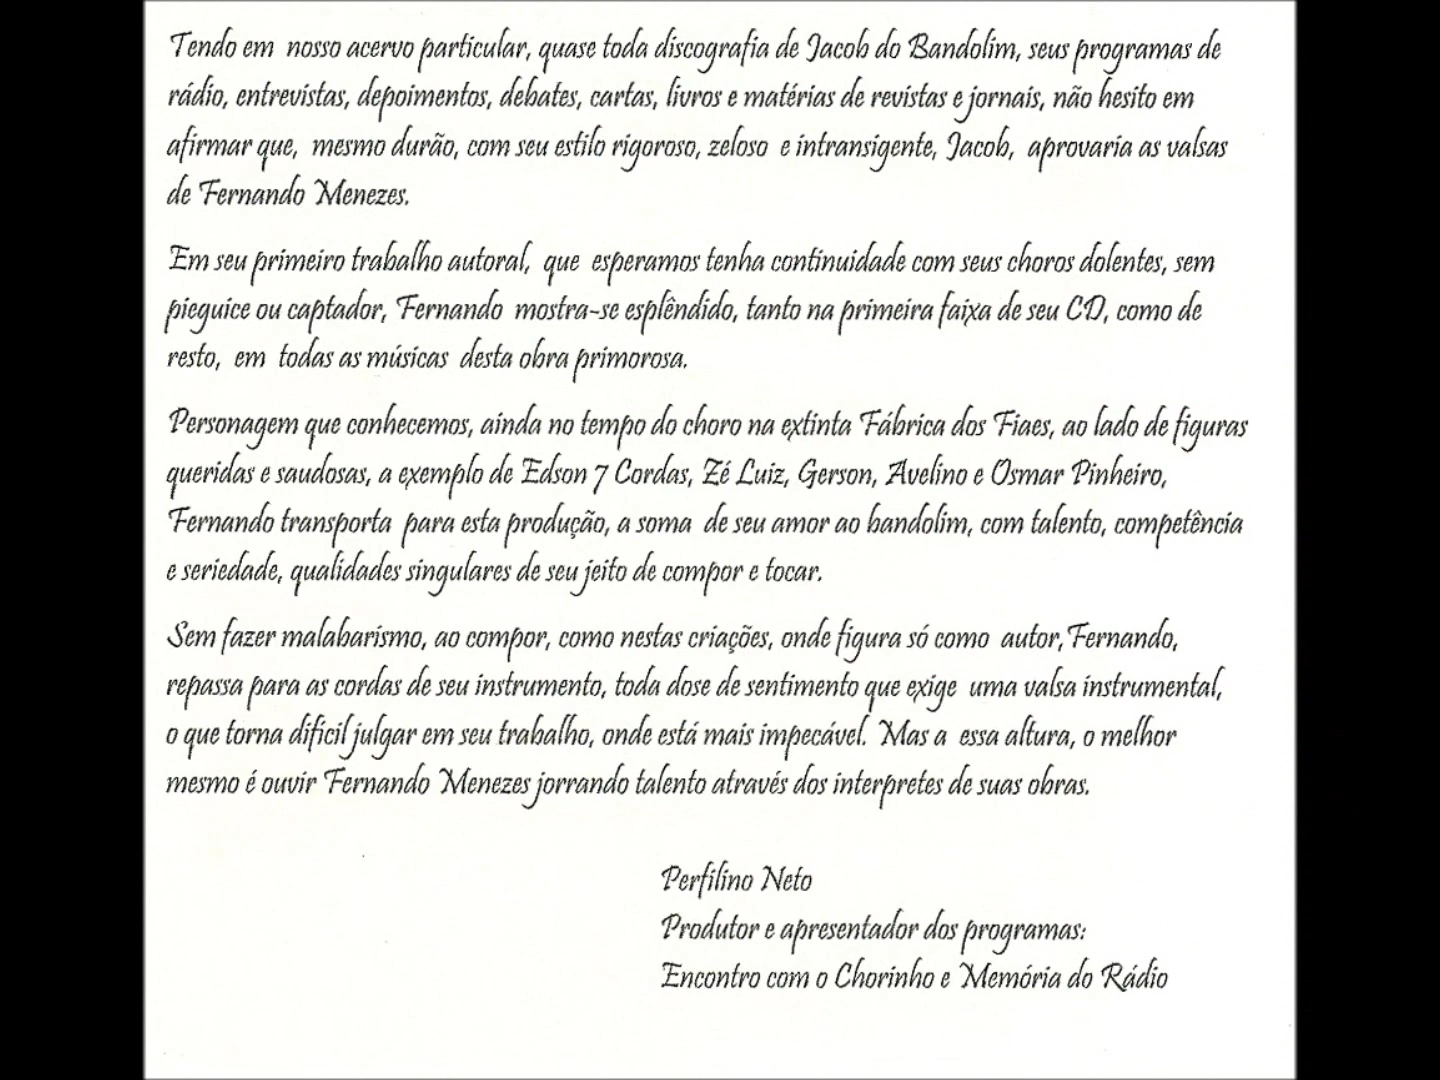 Tendo em nosso acervo particular, quase toda discografia de Jacob do Bandolim, seus programas de
rádio, entrevistas, depoimentos, debates, cartas, livros e matérias de revistas e jornais, não hesito em
afirmar que, mesmo durão, com seu estilo rigoroso, zeloso e intransigente, Jacob, aprovaria as valsas
de Fernando Menezes.
Em seu primeiro trabalho autoral, que esperamos tenha continuidade com seus choros dolentes, sem
pieguice ou captador, Fernando mostra-se esplêndido, tanto na primeira faixa de seu CD, como de
resto, em todas as músicas desta obra primorosa.
Personagem que conhecemos, ainda no tempo do choro na extinta Fábrica dos Fiaes, ao lado de figuras
queridas e saudosas, a exemplo de Edson 7 Cordas, Zé Luiz, Gerson, Avelino e Osmar Pinheiro,
Fernando transporta para esta produção, a soma de seu amor ao bandolim, com talento, competência
e seriedade, qualidades singulares de seu jeito de compor e tocar.
Sem fazer malabarismo, ao compor, como nestas criações, onde figura só como autor, Fernando,
repassa para as cordas de seu instrumento, toda dose de sentimento que exige uma valsa instrumental,
o que torna difícil julgar em seu trabalho, onde está mais impecável. Mas a essa altura, o melhor
mesmo é ouvir Fernando Menezes jorrando talento através dos interpretes de suas obras.
Perfilino Neto
Produtor e apresentador dos programas:
Encontro com o Chorinho e Memória do Rádio